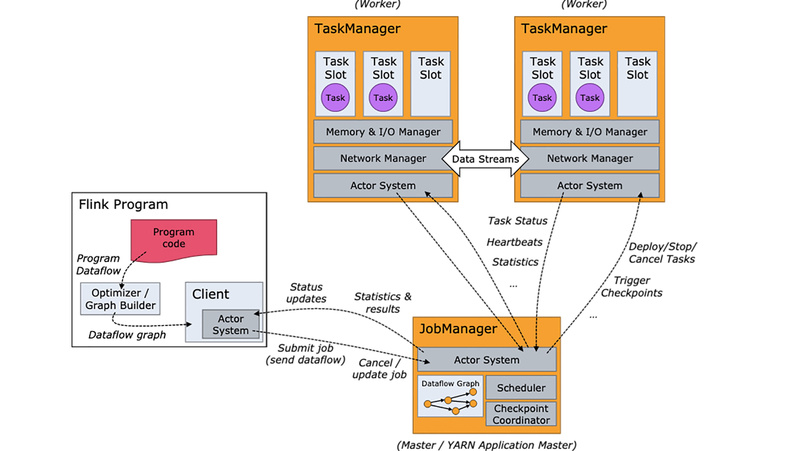 (Worker)
(Worker)
TaskManager
TaskManager
Task
Slot
Task
Slot
Task
Slot
Task
Slot
Task
Slot
Task
Slot
Task
Task
Task
Task
Memory & I/O Manager
Memory & I/O Manager
Network Manager
Data Streams
Network Manager
Actor System
Actor System
Flink Program
Program
code
Program
Dataflow
Optimizer /
Graph Builder
Dataflow graph
Client
Actor
System
Task Status
Heartbeats
Statistics
...
Deploy/Stop/
Cancel Tasks
Trigger
Checkpoints
...
Status
updates
Statistics &
results
Submit job
(send dataflow)
Cancel /
update job
JobManager
Actor System
Dataflow Graph
Scheduler
Checkpoint
Coordinator
(Master / YARN Application Master)